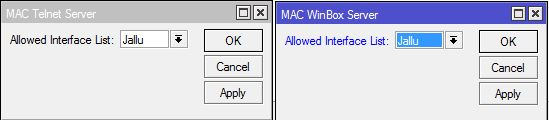 MAC Telnet Server
Allowed Interface List: Jallu
OK
Cancel
Apply
MAC WinBox Server
Allowed Interface List: Jallu
OK
Cancel
Apply